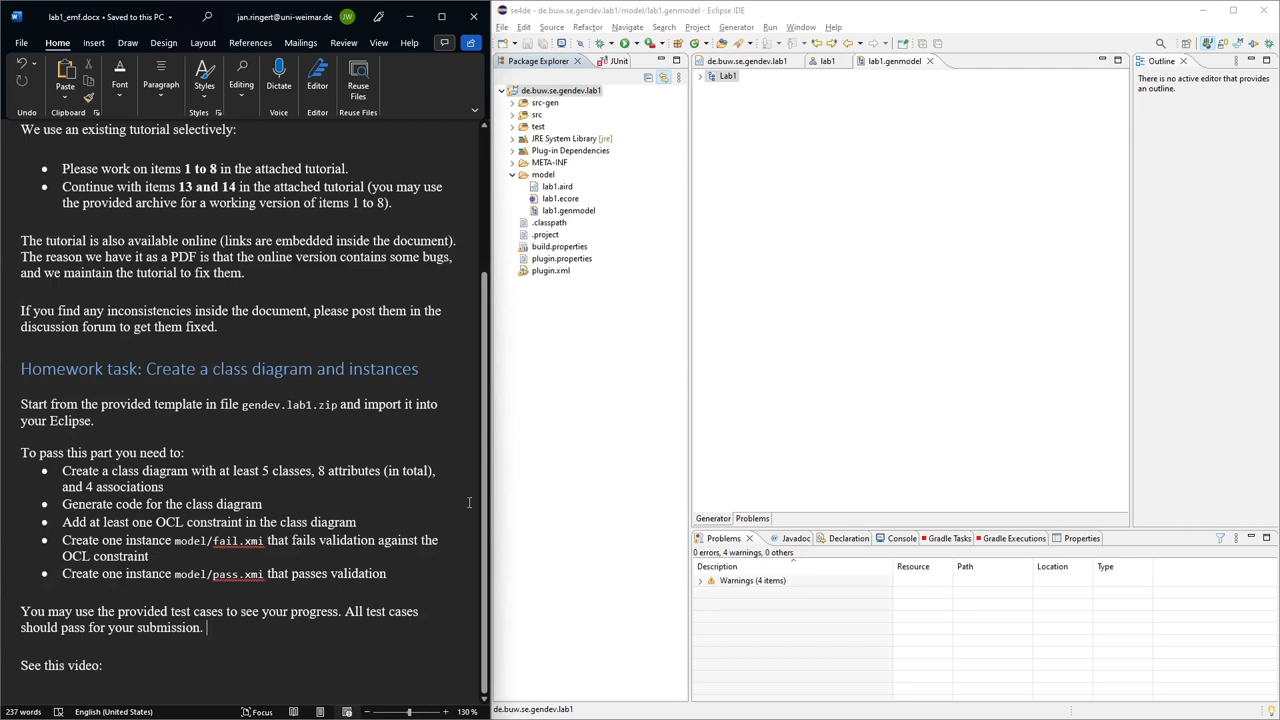 lab1_emf.docx • Saved to this PC
jan.ringert@uni-weimar.de
JW
File Home Insert Draw Design Layout References Mailings Review View Help
Paste
Font
Paragraph
Styles
Editing
Dictate
Editor
Reuse
Files
Undo
Clipboard
Styles
Voice
Editor
Reuse Files
We use an existing tutorial selectively:
• Please work on items 1 to 8 in the attached tutorial.
• Continue with items 13 and 14 in the attached tutorial (you may use
the provided archive for a working version of items 1 to 8).
The tutorial is also available online (links are embedded inside the document).
The reason we have it as a PDF is that the online version contains some bugs,
and we maintain the tutorial to fix them.
If you find any inconsistencies inside the document, please post them in the
discussion forum to get them fixed.
Homework task: Create a class diagram and instances
Start from the provided template in file gendev.lab1.zip and import it into
your Eclipse.
To pass this part you need to:
• Create a class diagram with at least 5 classes, 8 attributes (in total),
and 4 associations
• Generate code for the class diagram
• Add at least one OCL constraint in the class diagram
• Create one instance model/fail.xmi that fails validation against the
OCL constraint
• Create one instance model/pass.xmi that passes validation
You may use the provided test cases to see your progress. All test cases
should pass for your submission.
See this video:
237 words
English (United States)
Focus
130 %
se4de - de.buw.se.gendev.lab1/model/lab1.genmodel - Eclipse IDE
File Edit Source Refactor Navigate Search Project Generator Run Window Help
Package Explorer
JUnit
de.buw.se.gendev.lab1
src-gen
src
test
JRE System Library [jre]
Plug-in Dependencies
META-INF
model
lab1.aird
lab1.ecore
lab1.genmodel
.classpath
.project
build.properties
plugin.properties
plugin.xml
de.buw.se.gendev.lab1
lab1
lab1.genmodel
Lab1
Outline
There is no active editor that provides
an outline.
Generator Problems
Problems Javadoc Declaration Console Gradle Tasks Gradle Executions Properties
0 errors, 4 warnings, 0 others
Description Resource Path Location Type
Warnings (4 items)
de.buw.se.gendev.lab1